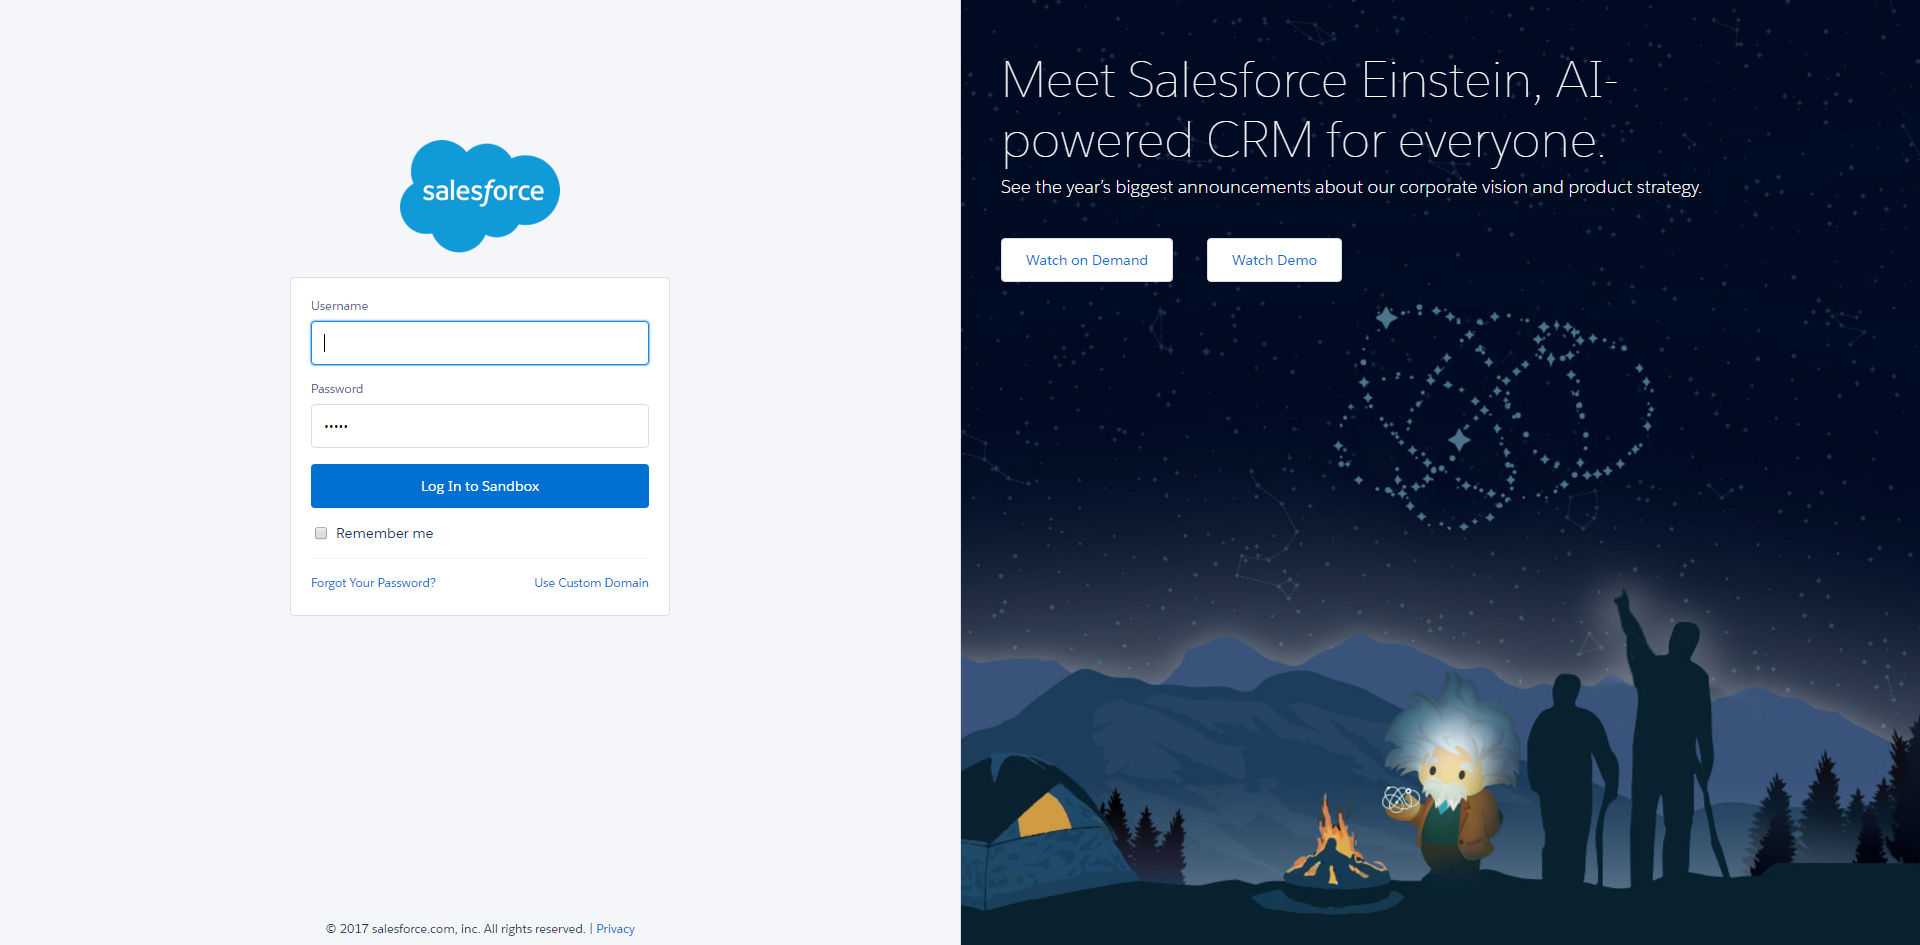 salesforce
Username
Password
•••••
Log In to Sandbox
Remember me
Forgot Your Password?
Use Custom Domain
© 2017 salesforce.com, inc. All rights reserved. | Privacy
Meet Salesforce Einstein, AI-
powered CRM for everyone.
See the year’s biggest announcements about our corporate vision and product strategy.
Watch on Demand
Watch Demo